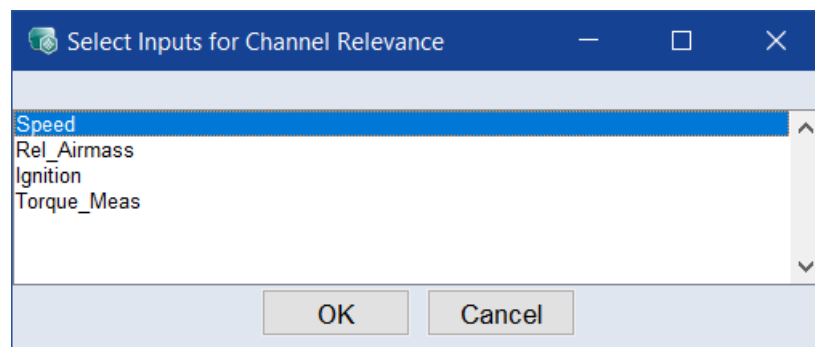 Select Inputs for Channel Relevance
Speed
Rel_Airmass
Ignition
Torque_Meas
OK Cancel